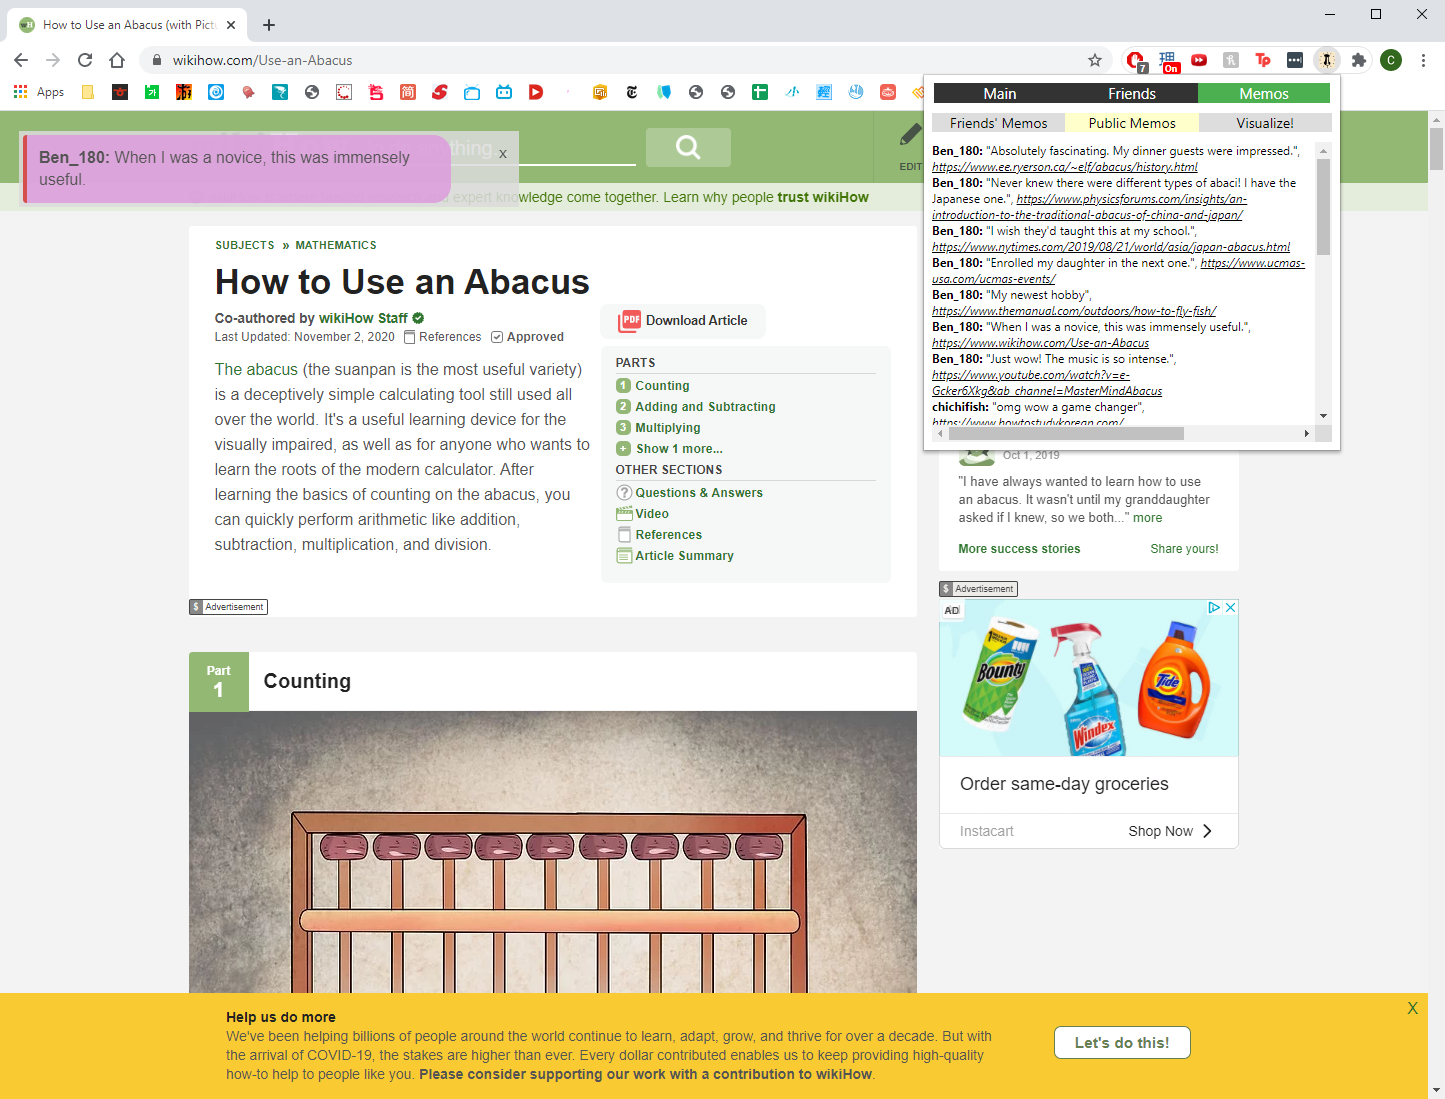 How to Use an Abacus (with Pictu
wikihow.com/Use-an-Abacus
7
On
Tp
C
Apps
Main
Friends
Memos
Friends' Memos
Public Memos
Visualize!
Ben_180: "Absolutely fascinating. My dinner guests were impressed.",
https://www.ee.ryerson.ca/~elf/abacus/history.html
Ben_180: "Never knew there were different types of abaci! I have the
Japanese one.", https://www.physicsforums.com/insights/an-
introduction-to-the-traditional-abacus-of-china-and-japan/
Ben_180: "I wish they'd taught this at my school.",
https://www.nytimes.com/2019/08/21/world/asia/japan-abacus.html
Ben_180: "Enrolled my daughter in the next one.", https://www.ucmas-
usa.com/ucmas-events/
Ben_180: "My newest hobby",
https://www.themanual.com/outdoors/how-to-fly-fish/
Ben_180: "When I was a novice, this was immensely useful.",
https://www.wikihow.com/Use-an-Abacus
Ben_180: "Just wow! The music is so intense.",
https://www.youtube.com/watch?v=e-
Gcker6Xkg&ab_channel=MasterMindAbacus
chichifish: "omg wow a game changer",
https://www.howtostudykorean.com/
Ben_180: When I was a novice, this was immensely
useful.
x
EDIT
expert knowledge come together. Learn why people trust wikiHow
SUBJECTS » MATHEMATICS
How to Use an Abacus
Co-authored by wikiHow Staff
Last Updated: November 2, 2020 References Approved
PDF Download Article
The abacus (the suanpan is the most useful variety)
is a deceptively simple calculating tool still used all
over the world. It's a useful learning device for the
visually impaired, as well as for anyone who wants to
learn the roots of the modern calculator. After
learning the basics of counting on the abacus, you
can quickly perform arithmetic like addition,
subtraction, multiplication, and division.
PARTS
1 Counting
2 Adding and Subtracting
3 Multiplying
+ Show 1 more...
OTHER SECTIONS
? Questions & Answers
Video
References
Article Summary
$ Advertisement
Oct 1, 2019
"I have always wanted to learn how to use
an abacus. It wasn't until my granddaughter
asked if I knew, so we both..." more
More success stories
Share yours!
$ Advertisement
AD
Bounty
Windex
Tide
Order same-day groceries
Instacart
Shop Now
Part
1
Counting
Help us do more
We've been helping billions of people around the world continue to learn, adapt, grow, and thrive for over a decade. But with
the arrival of COVID-19, the stakes are higher than ever. Every dollar contributed enables us to keep providing high-quality
how-to help to people like you. Please consider supporting our work with a contribution to wikiHow.
Let's do this!
X